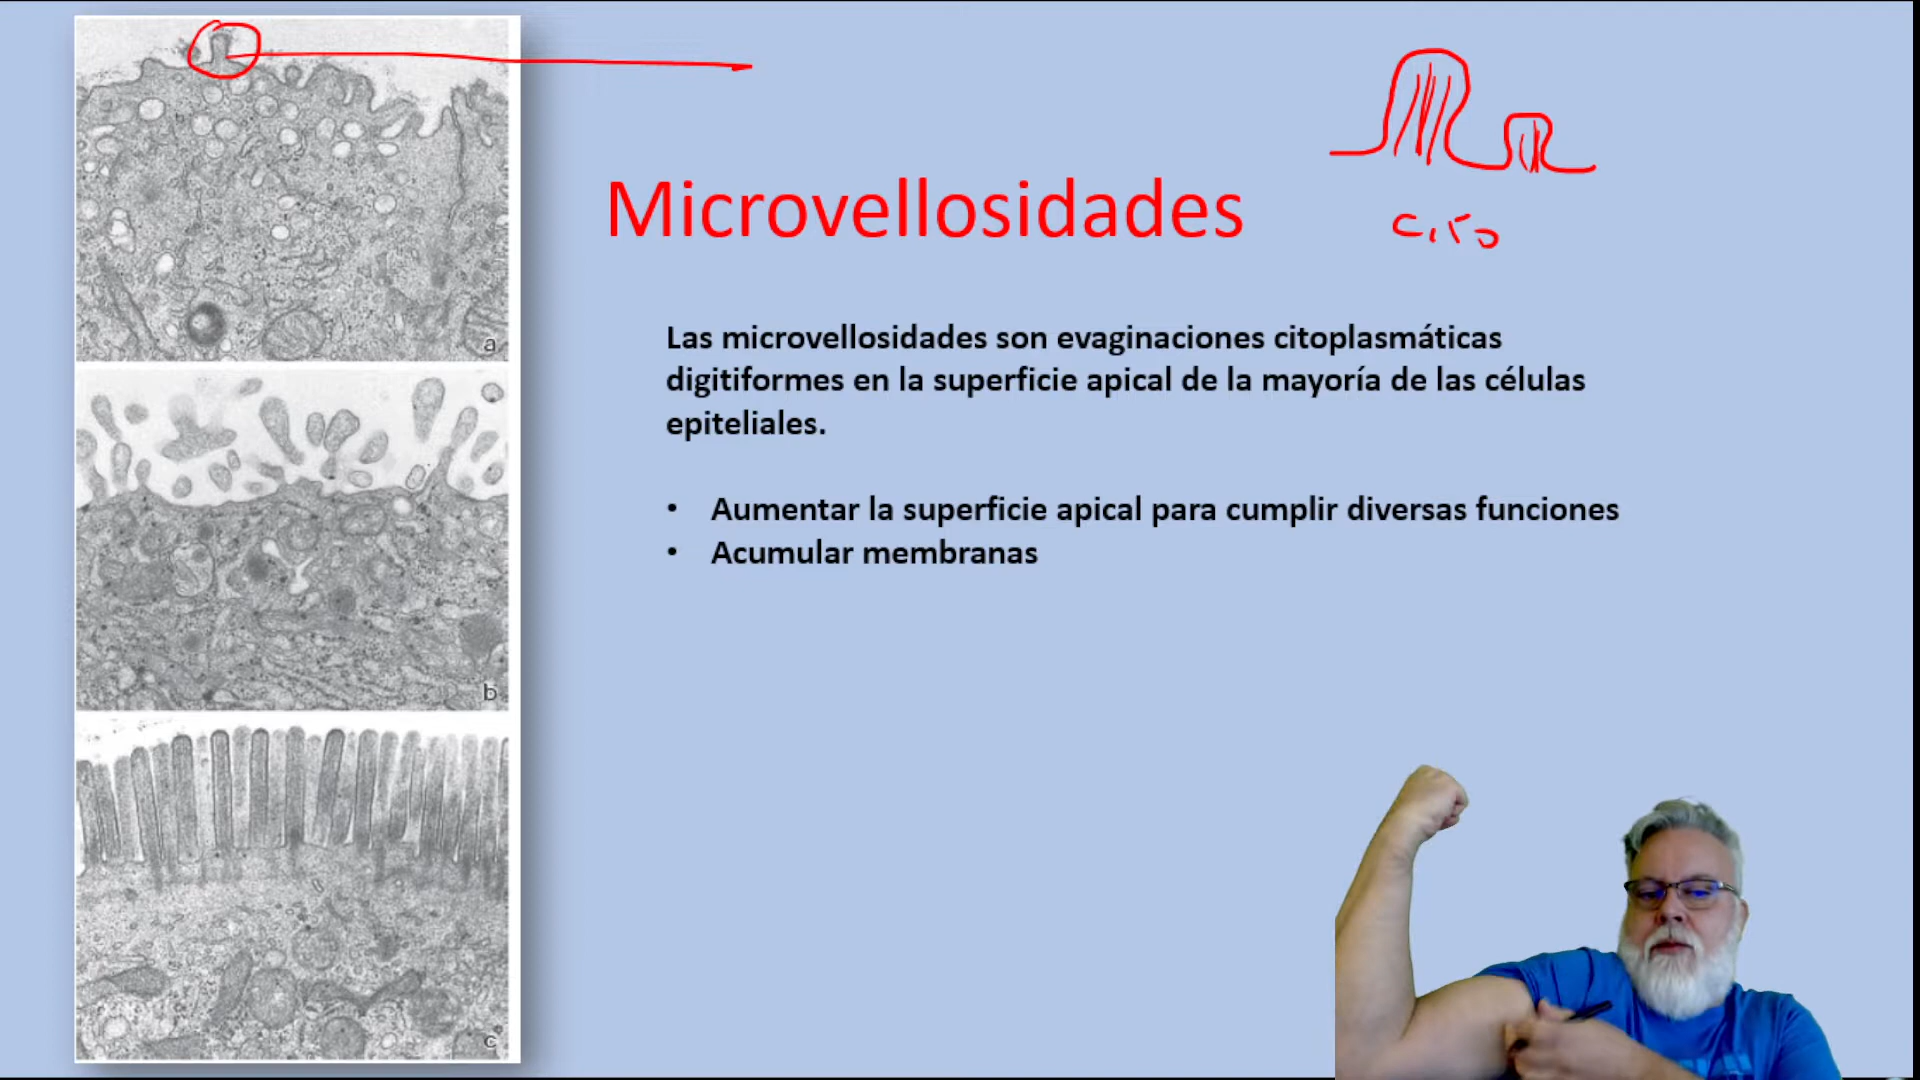 a
b
c
Microvellosidades
Las microvellosidades son evaginaciones citoplasmáticas
digitiformes en la superficie apical de la mayoría de las células
epiteliales.
• Aumentar la superficie apical para cumplir diversas funciones
• Acumular membranas